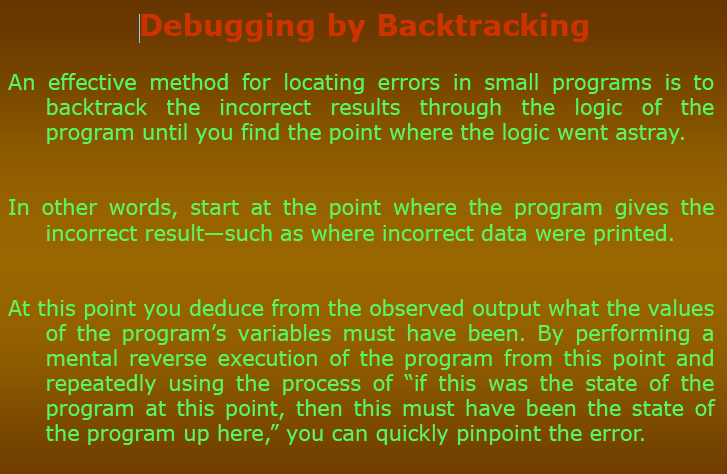 Debugging by Backtracking
An effective method for locating errors in small programs is to
backtrack the incorrect results through the logic of the
program until you find the point where the logic went astray.
In other words, start at the point where the program gives the
incorrect result—such as where incorrect data were printed.
At this point you deduce from the observed output what the values
of the program’s variables must have been. By performing a
mental reverse execution of the program from this point and
repeatedly using the process of “if this was the state of the
program at this point, then this must have been the state of
the program up here,” you can quickly pinpoint the error.